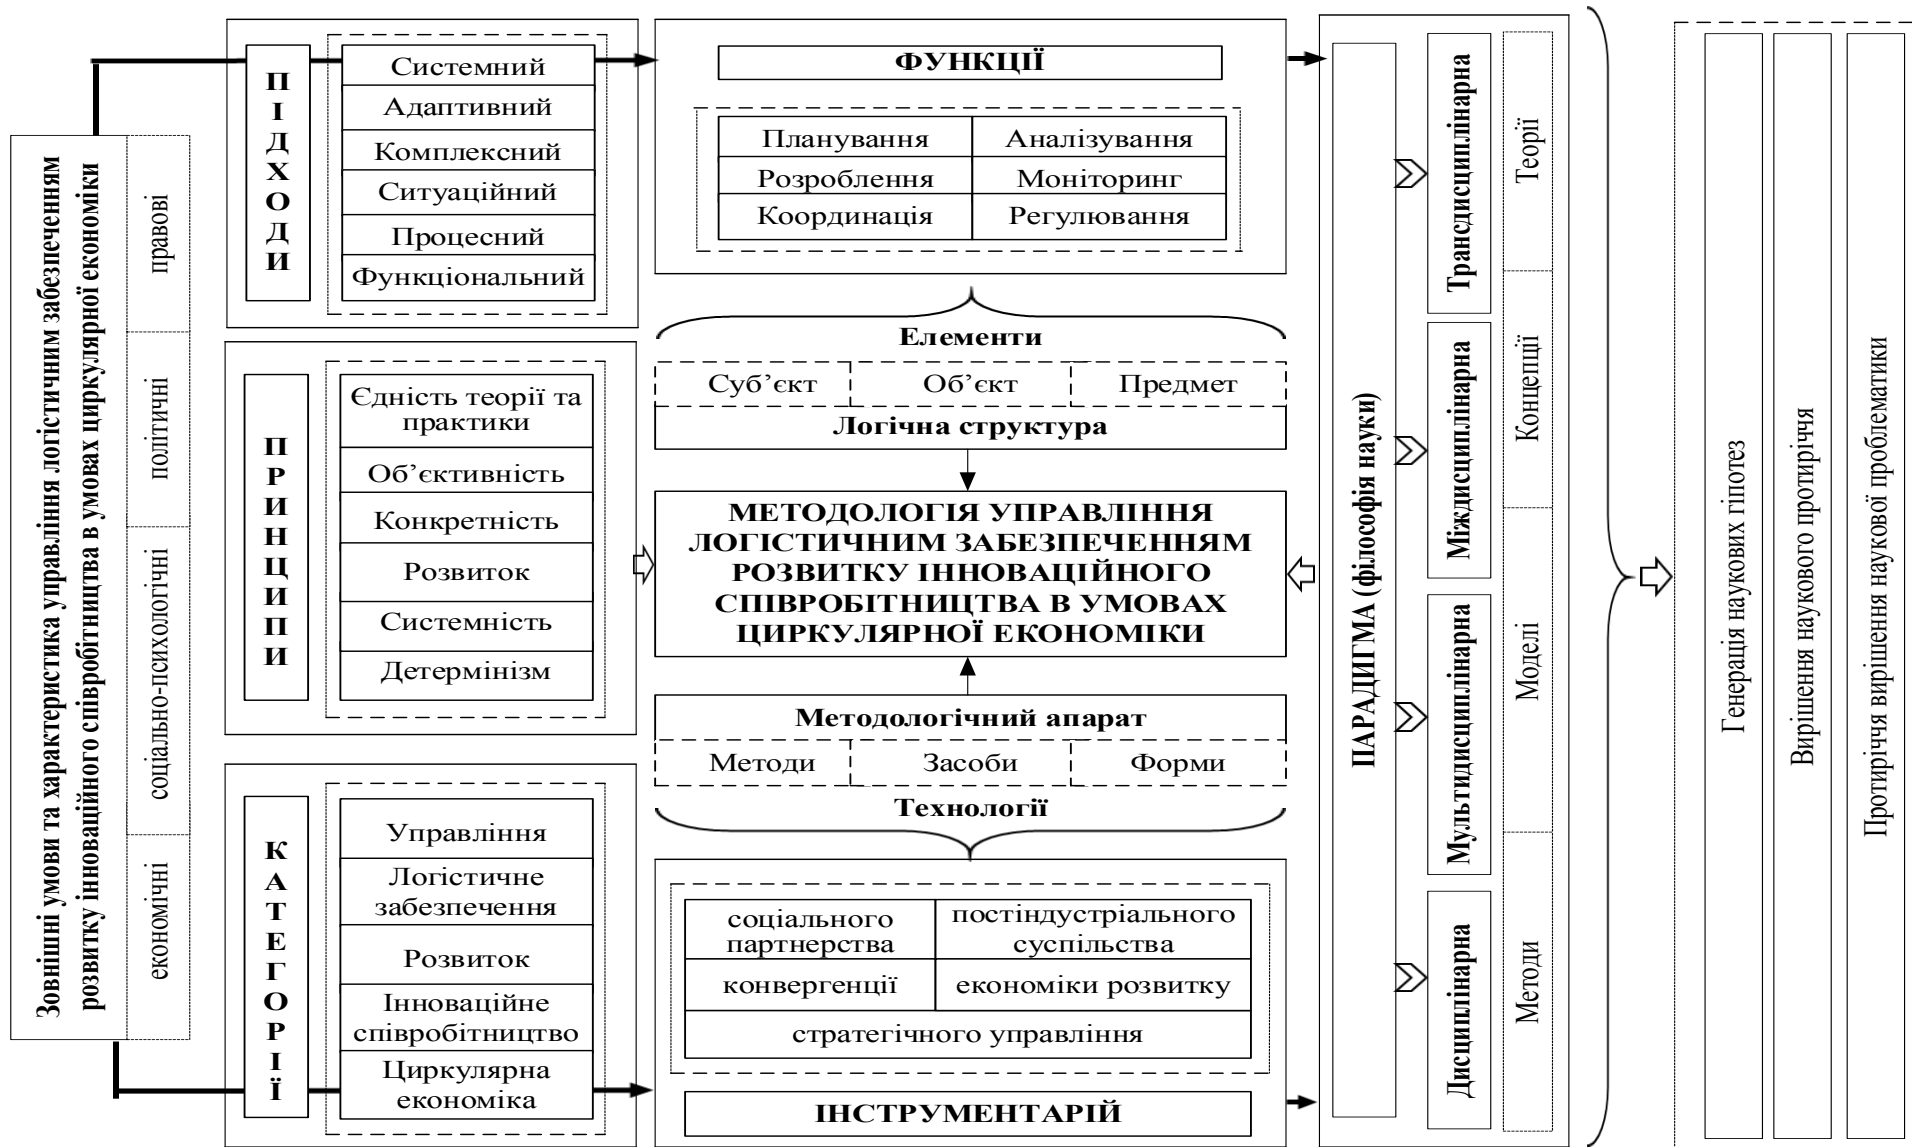 Зовнішні умови та характеристика управління логістичним забезпеченням
розвитку інноваційного співробітництва в умовах циркулярної економіки
правові
політичні
соціально-психологічні
економічні
ПІДХОДИ
Системний
Адаптивний
Комплексний
Ситуаційний
Процесний
Функціональний
ПРИНЦИПИ
Єдність теорії та
практики
Об’єктивність
Конкретність
Розвиток
Системність
Детермінізм
КАТЕГОРІЇ
Управління
Логістичне
забезпечення
Розвиток
Інноваційне
співробітництво
Циркулярна
економіка
ФУНКЦІЇ
Планування
Аналізування
Розроблення
Моніторинг
Координація
Регулювання
Елементи
Суб’єкт
Об’єкт
Предмет
Логічна структура
МЕТОДОЛОГІЯ УПРАВЛІННЯ
ЛОГІСТИЧНИМ ЗАБЕЗПЕЧЕННЯМ
РОЗВИТКУ ІННОВАЦІЙНОГО
СПІВРОБІТНИЦТВА В УМОВАХ
ЦИРКУЛЯРНОЇ ЕКОНОМІКИ
Методологічний апарат
Методи
Засоби
Форми
Технології
соціального
партнерства
постіндустріального
суспільства
конвергенції
економіки розвитку
стратегічного управління
ІНСТРУМЕНТАРІЙ
ПАРАДИГМА (філософія науки)
Трансдисциплінарна
Міждисциплінарна
Мультидисциплінарна
Дисциплінарна
Теорії
Концепції
Моделі
Методи
Генерація наукових гіпотез
Вирішення наукового протиріччя
Протиріччя вирішення наукової проблематики